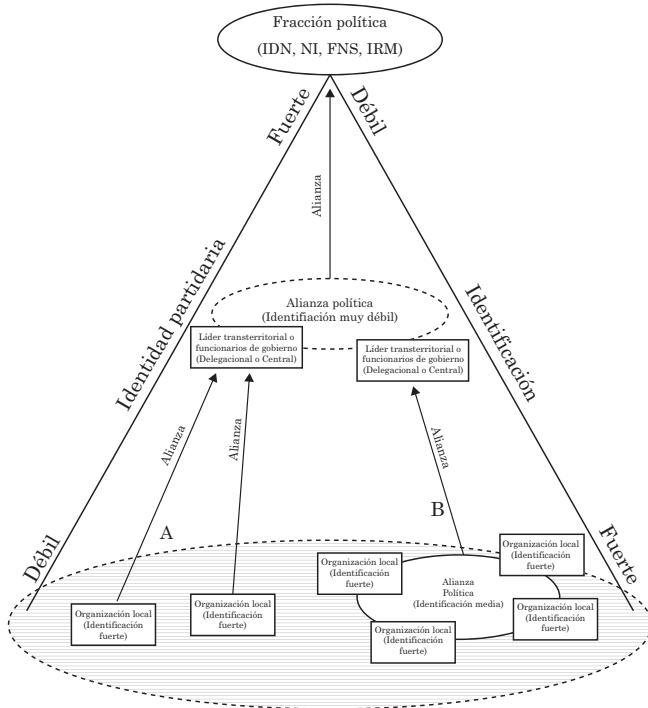 Fracción política
(IDN, NI, FNS, IRM)
Fuerte
Débil
Alianza
Identidad partidaria
Identificación
Alianza política
(Identifiación muy débil)
Líder transterritorial o
funcionarios de gobierno
(Delegacional o Central)
Líder transterritorial o
funcionarios de gobierno
(Delegacional o Central)
Alianza
Alianza
Alianza
A
B
Débil
Fuerte
Organización local
(Identificación
fuerte)
Organización local
(Identificación
fuerte)
Alianza
Política
(Identificación media)
Organización local
(Identificación
fuerte)
Organización local
(Identificación
fuerte)
Organización local
(Identificación
fuerte)
Organización local
(Identificación
fuerte)